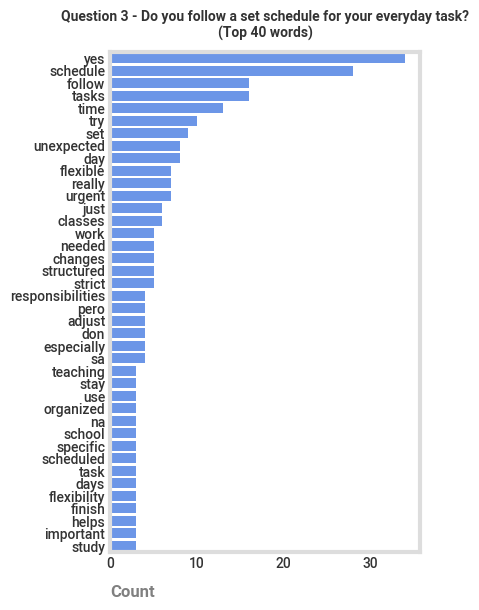 Question 3 - Do you follow a set schedule for your everyday task?
(Top 40 words)
yes
schedule
follow
tasks
time
try
set
unexpected
day
flexible
really
urgent
just
classes
work
needed
changes
structured
strict
responsibilities
pero
adjust
don
especially
sa
teaching
stay
use
organized
na
school
specific
scheduled
task
days
flexibility
finish
helps
important
study
0 10 20 30
Count